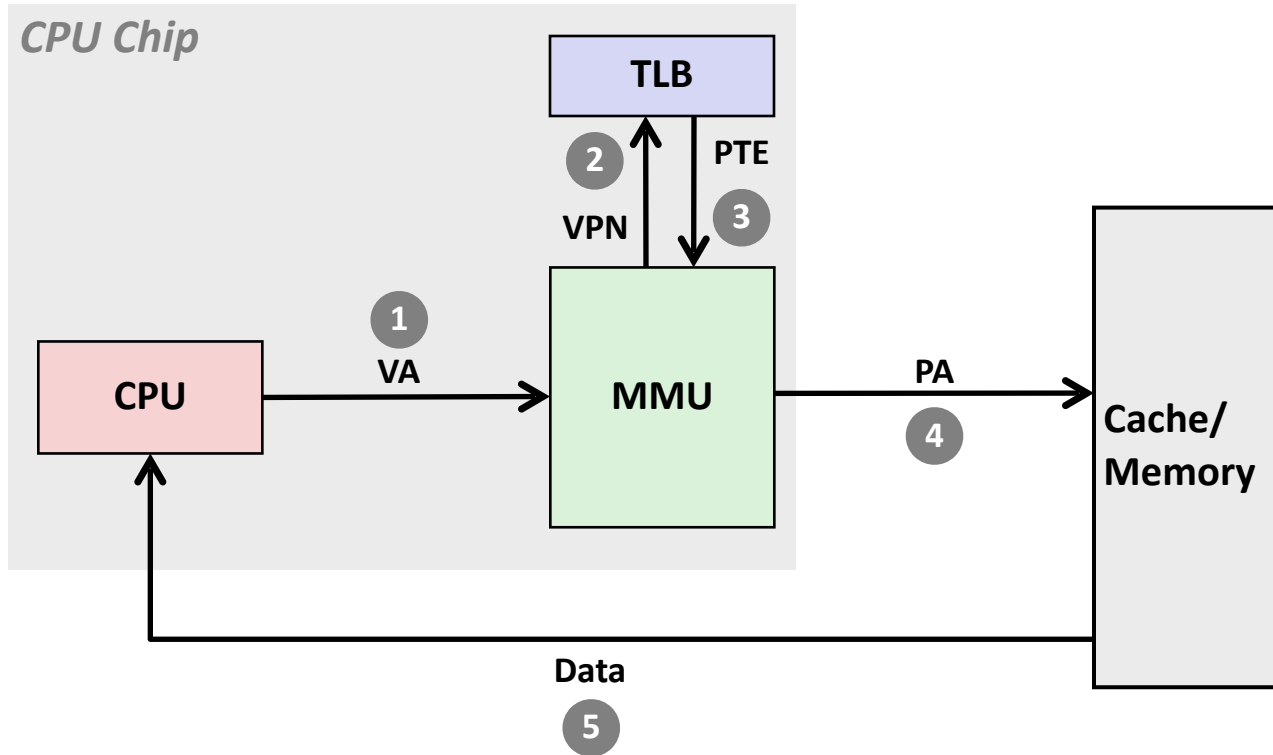 CPU Chip
TLB
2
PTE
VPN
3
1
VA
CPU
MMU
PA
4
Cache/
Memory
Data
5